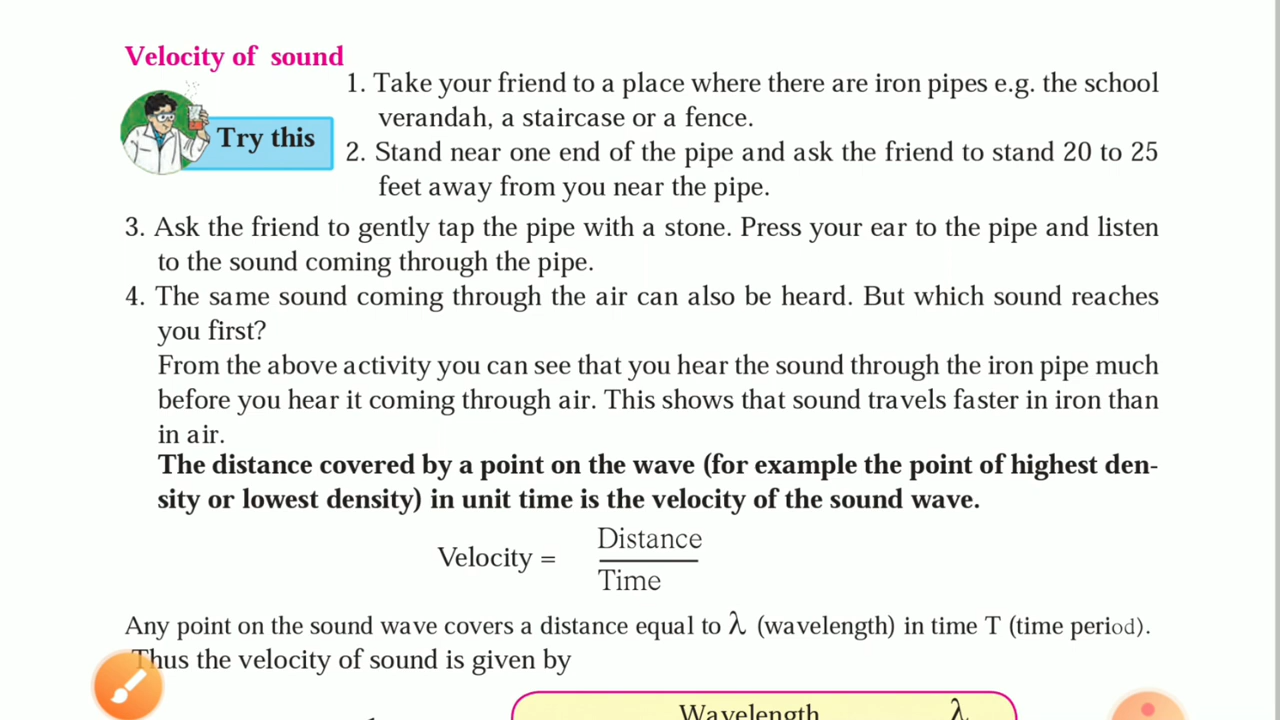 Velocity of sound
Try this
1. Take your friend to a place where there are iron pipes e.g. the school
verandah, a staircase or a fence.
2. Stand near one end of the pipe and ask the friend to stand 20 to 25
feet away from you near the pipe.
3. Ask the friend to gently tap the pipe with a stone. Press your ear to the pipe and listen
to the sound coming through the pipe.
4. The same sound coming through the air can also be heard. But which sound reaches
you first?
From the above activity you can see that you hear the sound through the iron pipe much
before you hear it coming through air. This shows that sound travels faster in iron than
in air.
The distance covered by a point on the wave (for example the point of highest den-
sity or lowest density) in unit time is the velocity of the sound wave.
Velocity = Distance
Time
Any point on the sound wave covers a distance equal to λ (wavelength) in time T (time period).
Thus the velocity of sound is given by
Wavelength λ